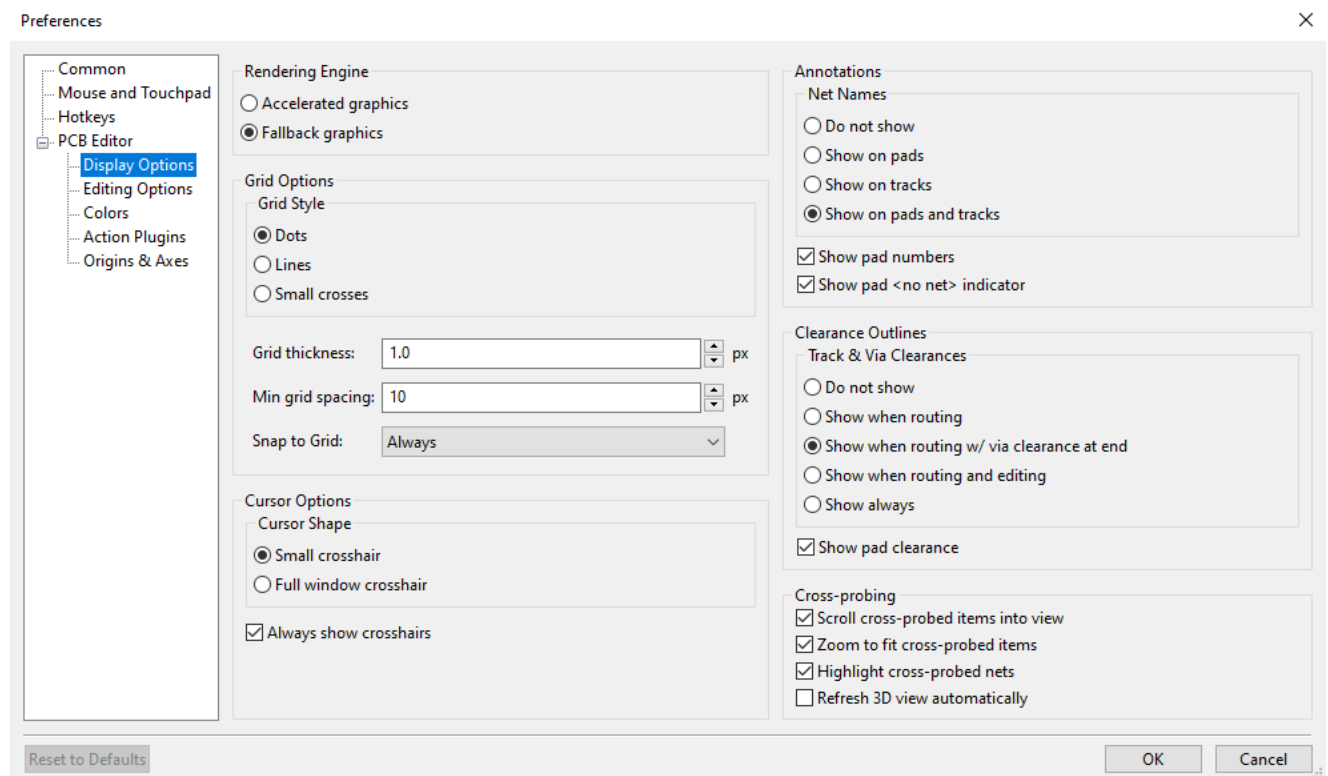 Preferences
Common
Mouse and Touchpad
Hotkeys
PCB Editor
Display Options
Editing Options
Colors
Action Plugins
Origins & Axes
Rendering Engine
Accelerated graphics
Fallback graphics
Grid Options
Grid Style
Dots
Lines
Small crosses
Grid thickness: 1.0 px
Min grid spacing: 10 px
Snap to Grid: Always
Cursor Options
Cursor Shape
Small crosshair
Full window crosshair
Always show crosshairs
Annotations
Net Names
Do not show
Show on pads
Show on tracks
Show on pads and tracks
Show pad numbers
Show pad <no net> indicator
Clearance Outlines
Track & Via Clearances
Do not show
Show when routing
Show when routing w/ via clearance at end
Show when routing and editing
Show always
Show pad clearance
Cross-probing
Scroll cross-probed items into view
Zoom to fit cross-probed items
Highlight cross-probed nets
Refresh 3D view automatically
Reset to Defaults
OK
Cancel